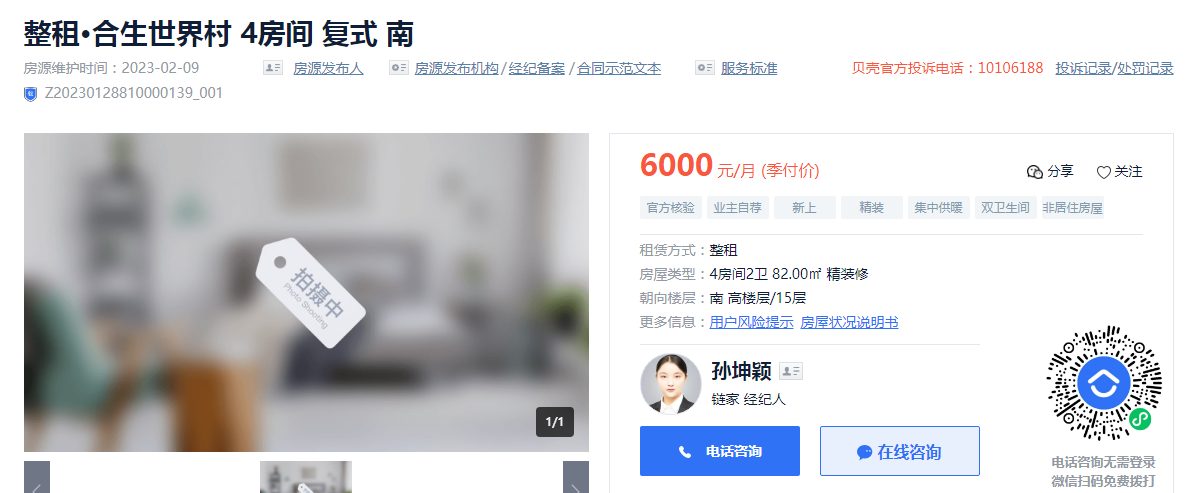 整租·合生世界村 4房间 复式 南
房源维护时间：2023-02-09 房源发布人 房源发布机构/经纪备案/合同示范文本 服务标准 贝壳官方投诉电话：10106188 投诉记录/处罚记录
Z20230128810000139_001
6000 元/月 (季付价) 分享 关注
官方核验 业主自荐 新上 精装 集中供暖 双卫生间 非居住房屋
租赁方式：整租
房屋类型：4房间2卫 82.00㎡ 精装修
朝向楼层：南 高楼层/15层
更多信息：用户风险提示 房屋状况说明书
拍摄中
Photo Shooting
1/1
孙坤颖
链家 经纪人
电话咨询 在线咨询
电话咨询无需登录
微信扫码免费拨打